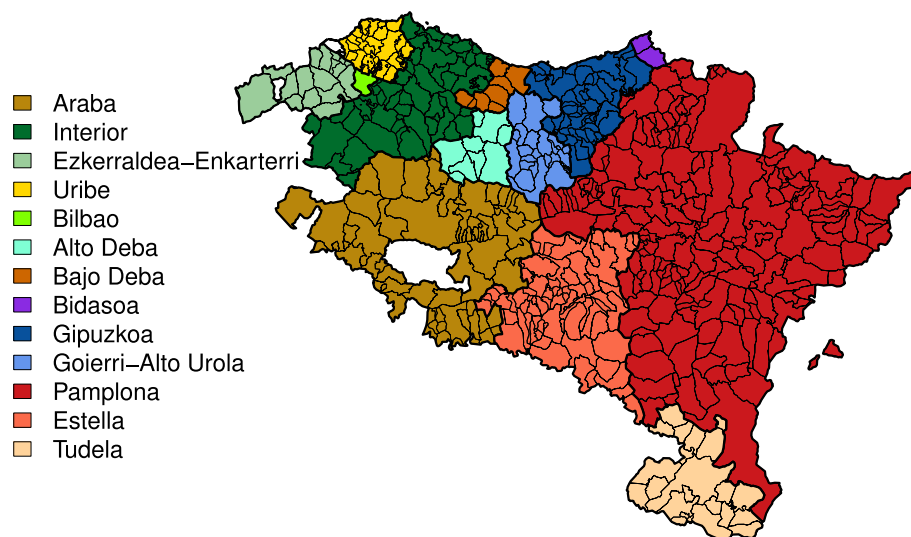 Araba
Interior
Ezkerraldea−Enkarterri
Uribe
Bilbao
Alto Deba
Bajo Deba
Bidasoa
Gipuzkoa
Goierri−Alto Urola
Pamplona
Estella
Tudela